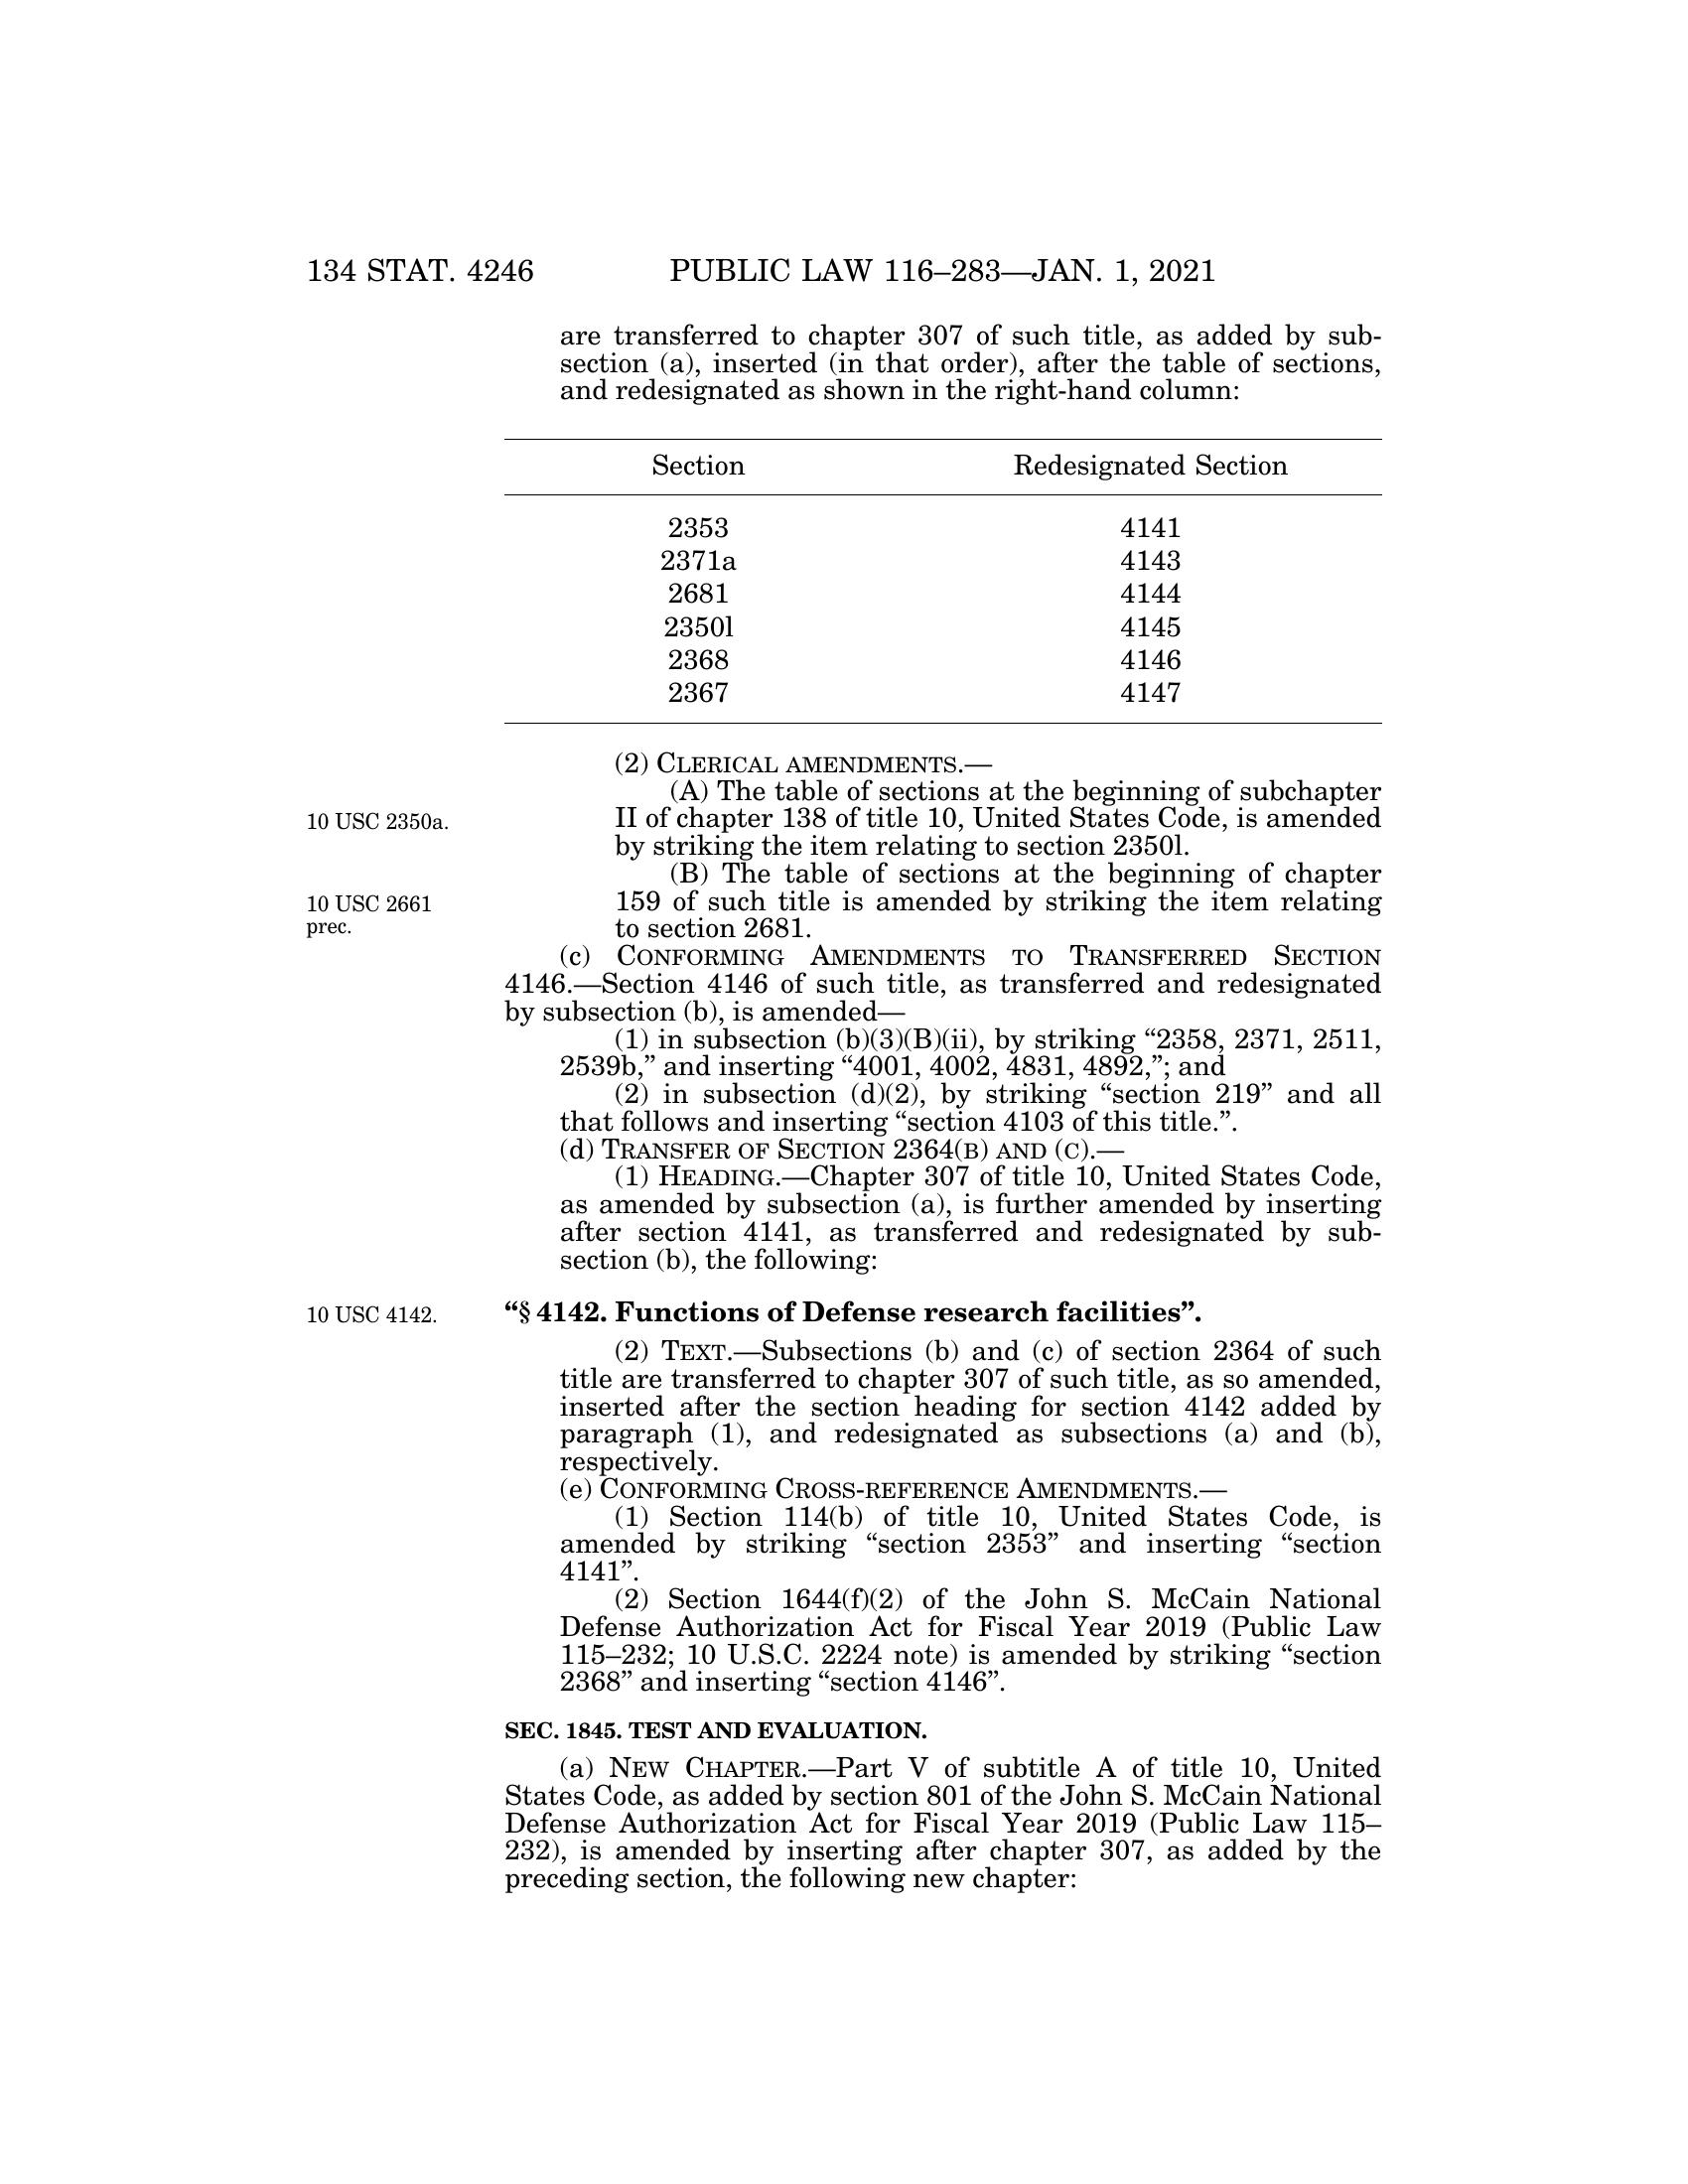 134 STAT. 4246
PUBLIC LAW 116–283—JAN. 1, 2021
are transferred to chapter 307 of such title, as added by sub-
section (a), inserted (in that order), after the table of sections,
and redesignated as shown in the right-hand column:
Section Redesignated Section
2353 4141
2371a 4143
2681 4144
2350l 4145
2368 4146
2367 4147
(2) CLERICAL AMENDMENTS.—
(A) The table of sections at the beginning of subchapter
10 USC 2350a.
II of chapter 138 of title 10, United States Code, is amended
by striking the item relating to section 2350l.
(B) The table of sections at the beginning of chapter
10 USC 2661
prec.
159 of such title is amended by striking the item relating
to section 2681.
(c) CONFORMING AMENDMENTS TO TRANSFERRED SECTION
4146.—Section 4146 of such title, as transferred and redesignated
by subsection (b), is amended—
(1) in subsection (b)(3)(B)(ii), by striking “2358, 2371, 2511,
2539b,” and inserting “4001, 4002, 4831, 4892,”; and
(2) in subsection (d)(2), by striking “section 219” and all
that follows and inserting “section 4103 of this title.”.
(d) TRANSFER OF SECTION 2364(B) AND (C).—
(1) HEADING.—Chapter 307 of title 10, United States Code,
as amended by subsection (a), is further amended by inserting
after section 4141, as transferred and redesignated by sub-
section (b), the following:
10 USC 4142.
“§ 4142. Functions of Defense research facilities”.
(2) TEXT.—Subsections (b) and (c) of section 2364 of such
title are transferred to chapter 307 of such title, as so amended,
inserted after the section heading for section 4142 added by
paragraph (1), and redesignated as subsections (a) and (b),
respectively.
(e) CONFORMING CROSS-REFERENCE AMENDMENTS.—
(1) Section 114(b) of title 10, United States Code, is
amended by striking “section 2353” and inserting “section
4141”.
(2) Section 1644(f)(2) of the John S. McCain National
Defense Authorization Act for Fiscal Year 2019 (Public Law
115–232; 10 U.S.C. 2224 note) is amended by striking “section
2368” and inserting “section 4146”.
SEC. 1845. TEST AND EVALUATION.
(a) NEW CHAPTER.—Part V of subtitle A of title 10, United
States Code, as added by section 801 of the John S. McCain National
Defense Authorization Act for Fiscal Year 2019 (Public Law 115–
232), is amended by inserting after chapter 307, as added by the
preceding section, the following new chapter: